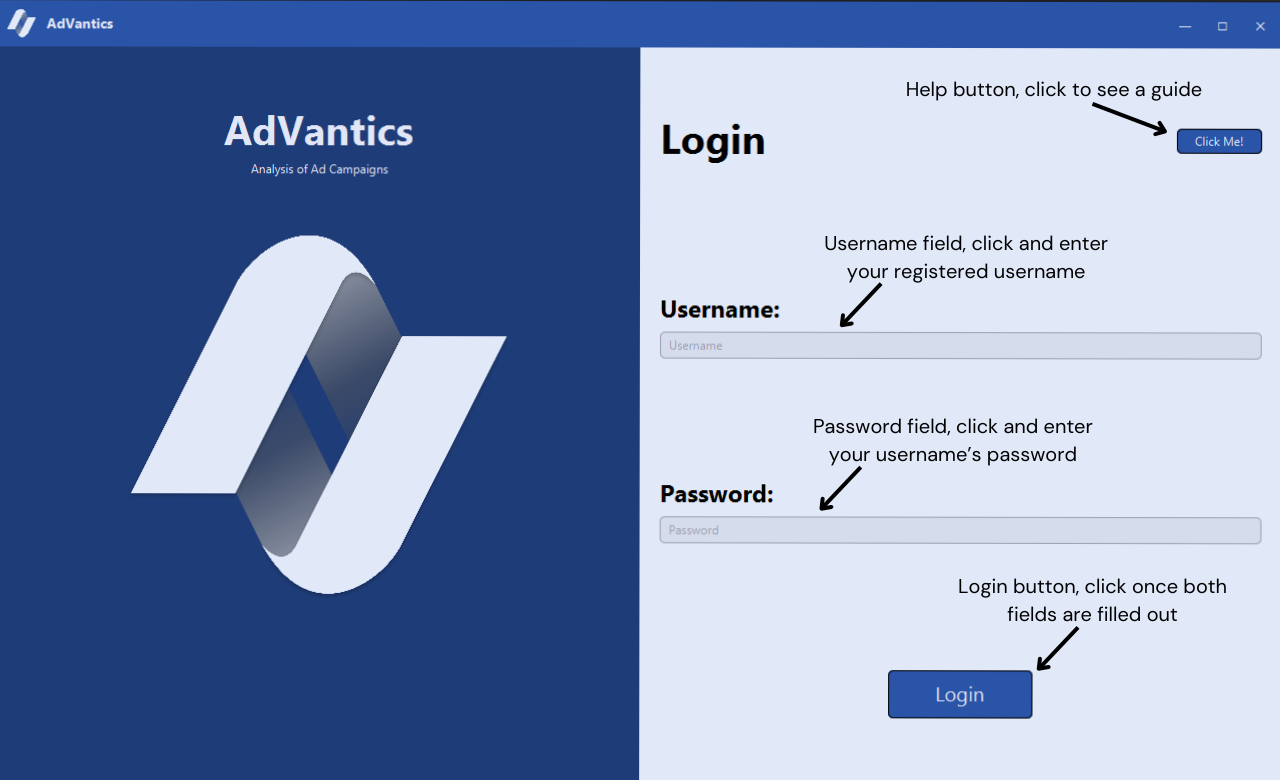 AdVantics
AdVantics
Analysis of Ad Campaigns
Help button, click to see a guide
Login
Click Me!
Username field, click and enter
your registered username
Username:
Username
Password field, click and enter
your username’s password
Password:
Password
Login button, click once both
fields are filled out
Login